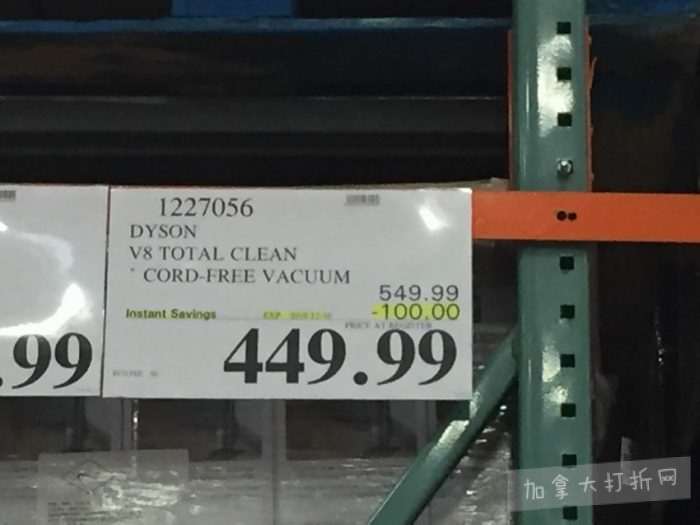 1227056
DYSON
V8 TOTAL CLEAN
* CORD-FREE VACUUM
549.99
Instant Savings
-100.00
PRICE AT REGISTER
.99
449.99
加拿大打折网